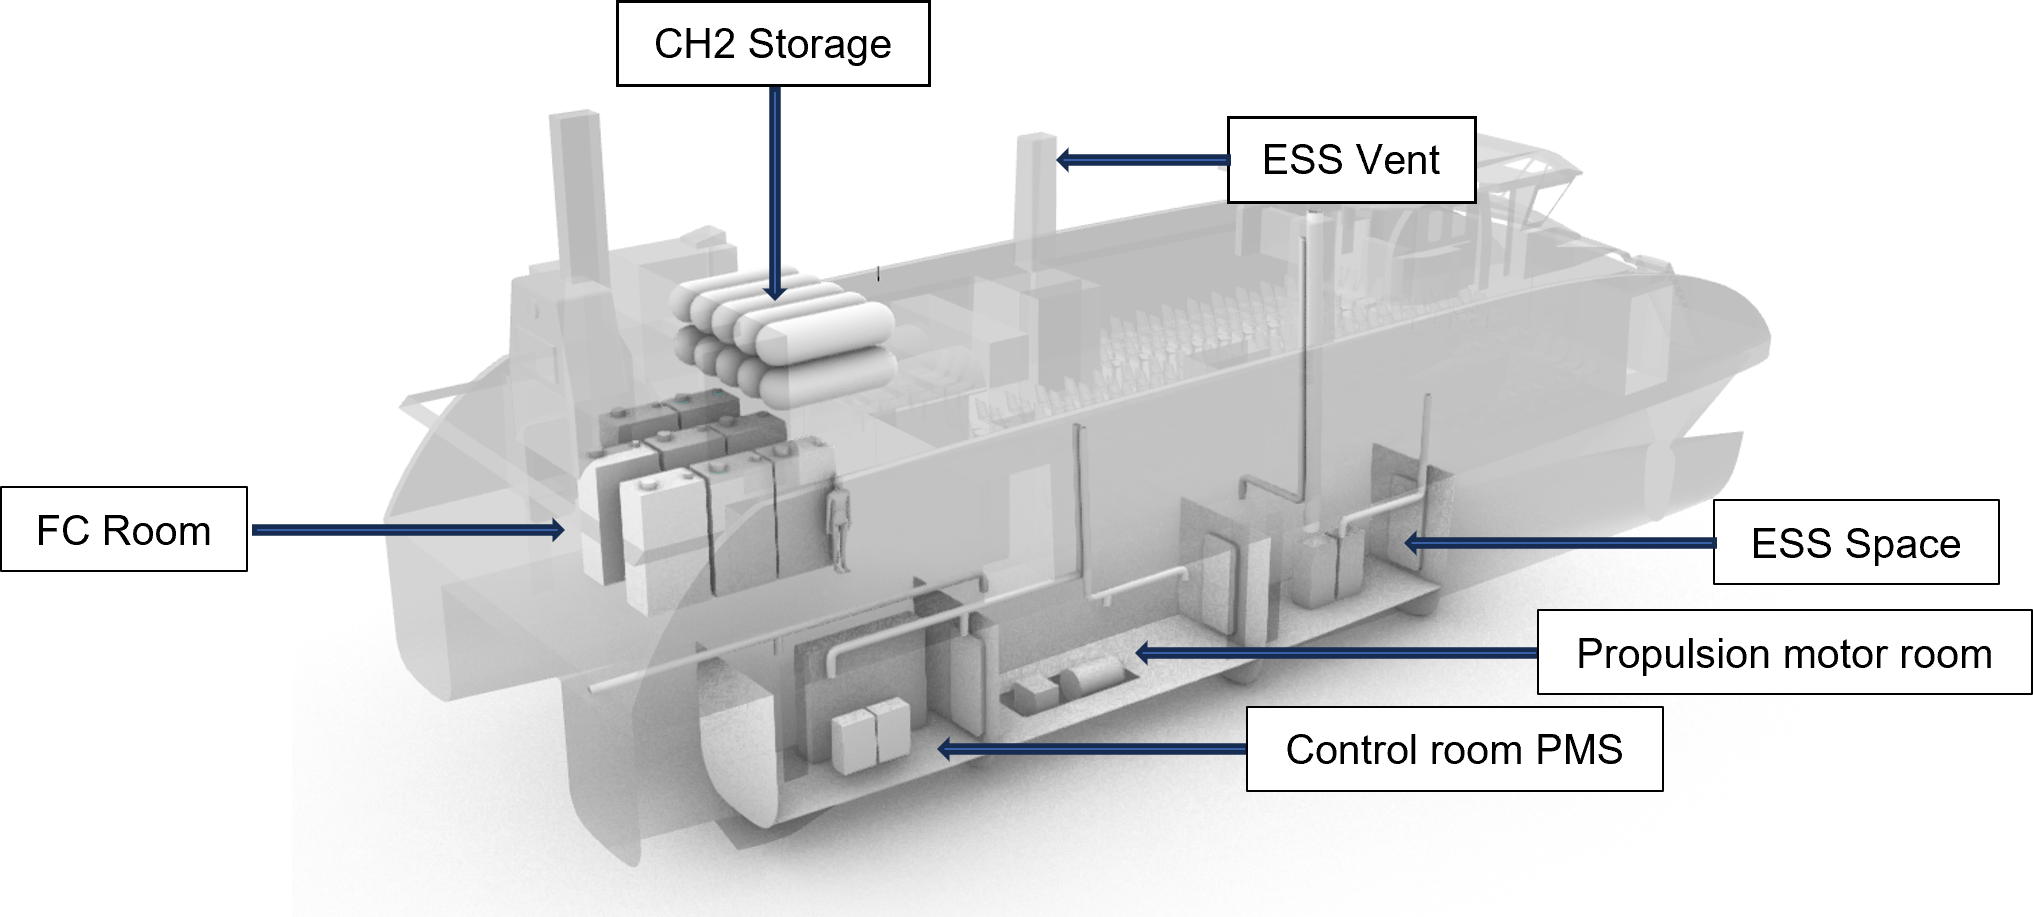 CH2 Storage
ESS Vent
FC Room
ESS Space
Propulsion motor room
Control room PMS